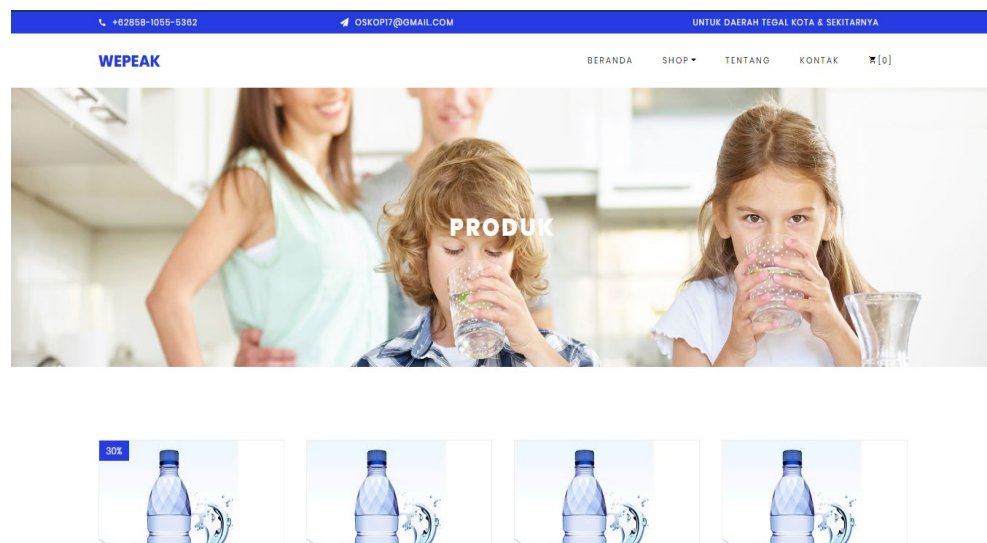 +62858-1055-5362
OSKOP17@GMAIL.COM
UNTUK DAERAH TEGAL KOTA & SEKITARNYA
WEPEAK
BERANDA SHOP TENTANG KONTAK [0]
PRODUK
30%